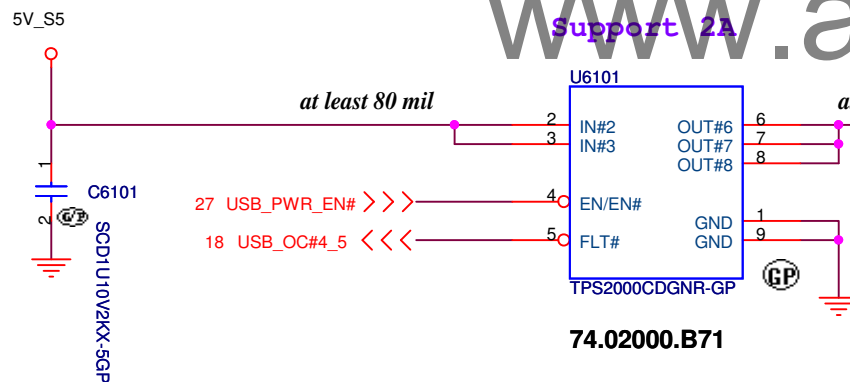 www.a
5V_S5
Support 2A
U6101
at least 80 mil
a
2 IN#2 OUT#6 6
3 IN#3 OUT#7 7
OUT#8 8
1
C6101
27 USB_PWR_EN# 4 EN/EN#
2 G/P
GND 1
18 USB_OC#4_5 5 FLT# GND 9
SCD1U10V2KX-5GP
GP
TPS2000CDGNR-GP
74.02000.B71